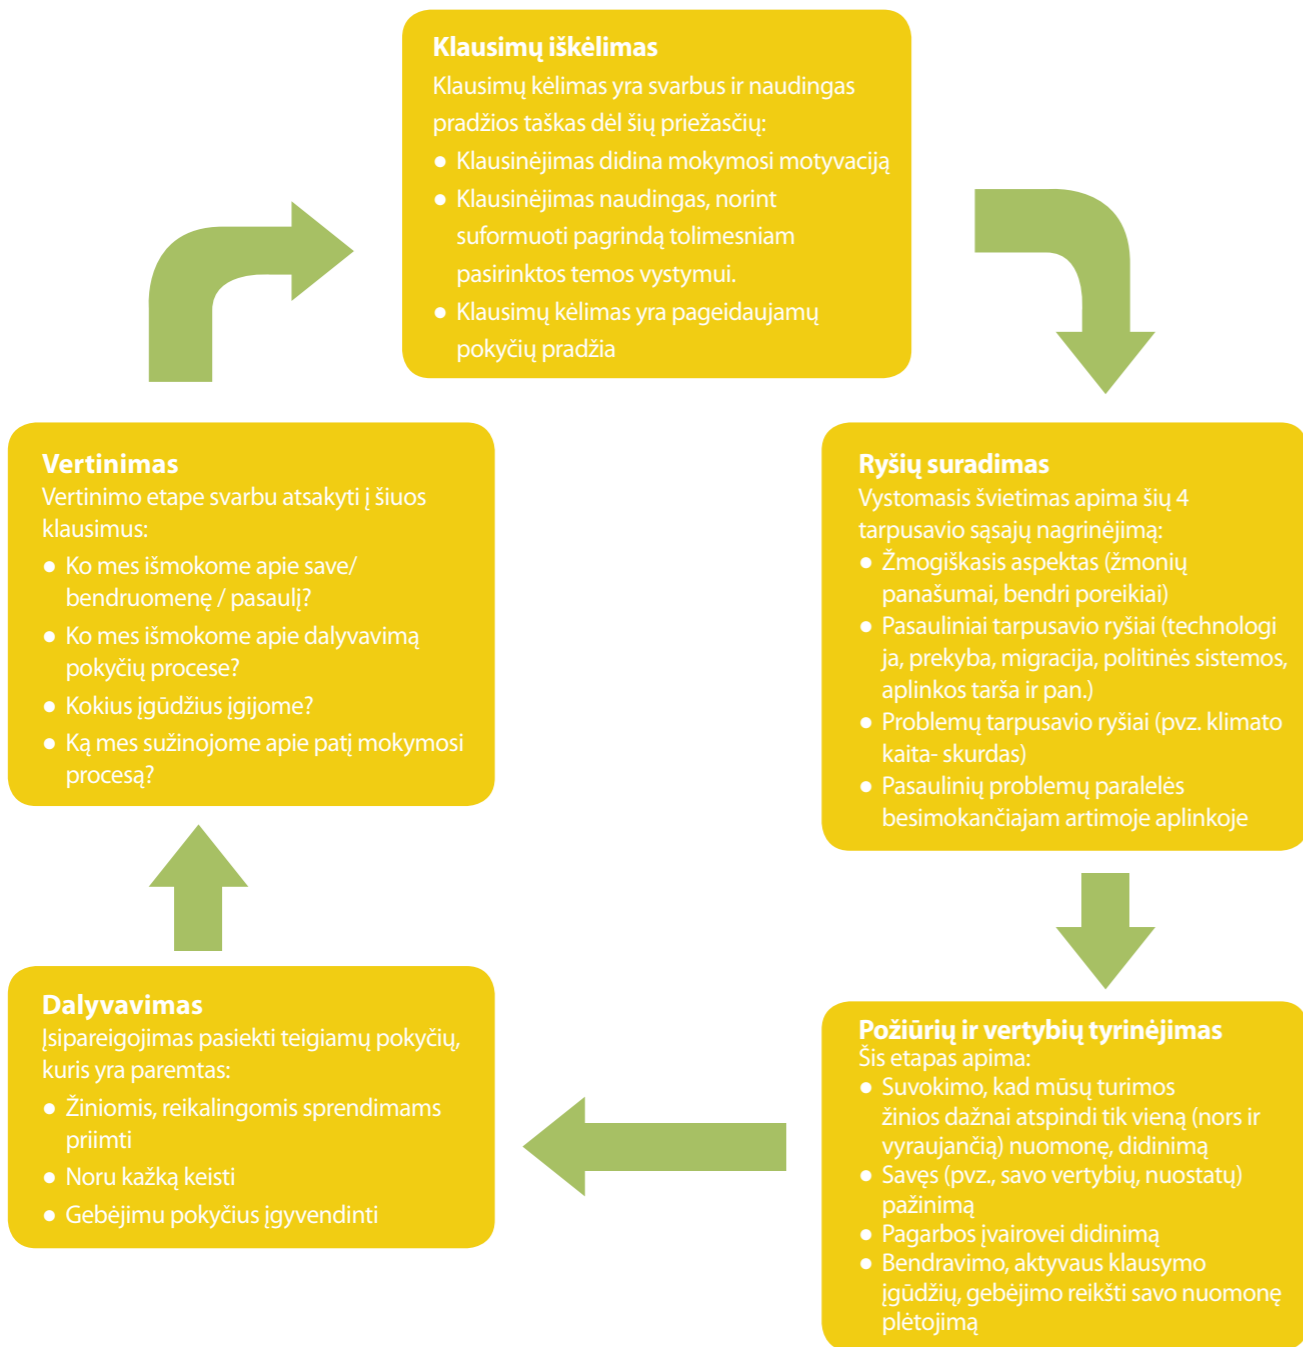 Klausimų iškėlimas
Klausimų kėlimas yra svarbus ir naudingas
pradžios taškas dėl šių priežasčių:
● Klausinėjimas didina mokymosi motyvaciją
● Klausinėjimas naudingas, norint
suformuoti pagrindą tolimesniam
pasirinktos temos vystymui.
● Klausimų kėlimas yra pageidaujamų
pokyčių pradžia
Ryšių suradimas
Vystomasis švietimas apima šių 4
tarpusavio sąsajų nagrinėjimą:
● Žmogiškasis aspektas (žmonių
panašumai, bendri poreikiai)
● Pasauliniai tarpusavio ryšiai (technologi
ja, prekyba, migracija, politinės sistemos,
aplinkos tarša ir pan.)
● Problemų tarpusavio ryšiai (pvz. klimato
kaita- skurdas)
● Pasaulinių problemų paralelės
besimokančiajam artimoje aplinkoje
Požiūrių ir vertybių tyrinėjimas
Šis etapas apima:
● Suvokimo, kad mūsų turimos
žinios dažnai atspindi tik vieną (nors ir
vyraujančią) nuomonę, didinimą
● Savęs (pvz., savo vertybių, nuostatų)
pažinimą
● Pagarbos įvairovei didinimą
● Bendravimo, aktyvaus klausymo
įgūdžių, gebėjimo reikšti savo nuomonę
plėtojimą
Dalyvavimas
Įsipareigojimas pasiekti teigiamų pokyčių,
kuris yra paremtas:
● Žiniomis, reikalingomis sprendimams
priimti
● Noru kažką keisti
● Gebėjimu pokyčius įgyvendinti
Vertinimas
Vertinimo etape svarbu atsakyti į šiuos
klausimus:
● Ko mes išmokome apie save/
bendruomenę / pasaulį?
● Ko mes išmokome apie dalyvavimą
pokyčių procese?
● Kokius įgūdžius įgijome?
● Ką mes sužinojome apie patį mokymosi
procesą?